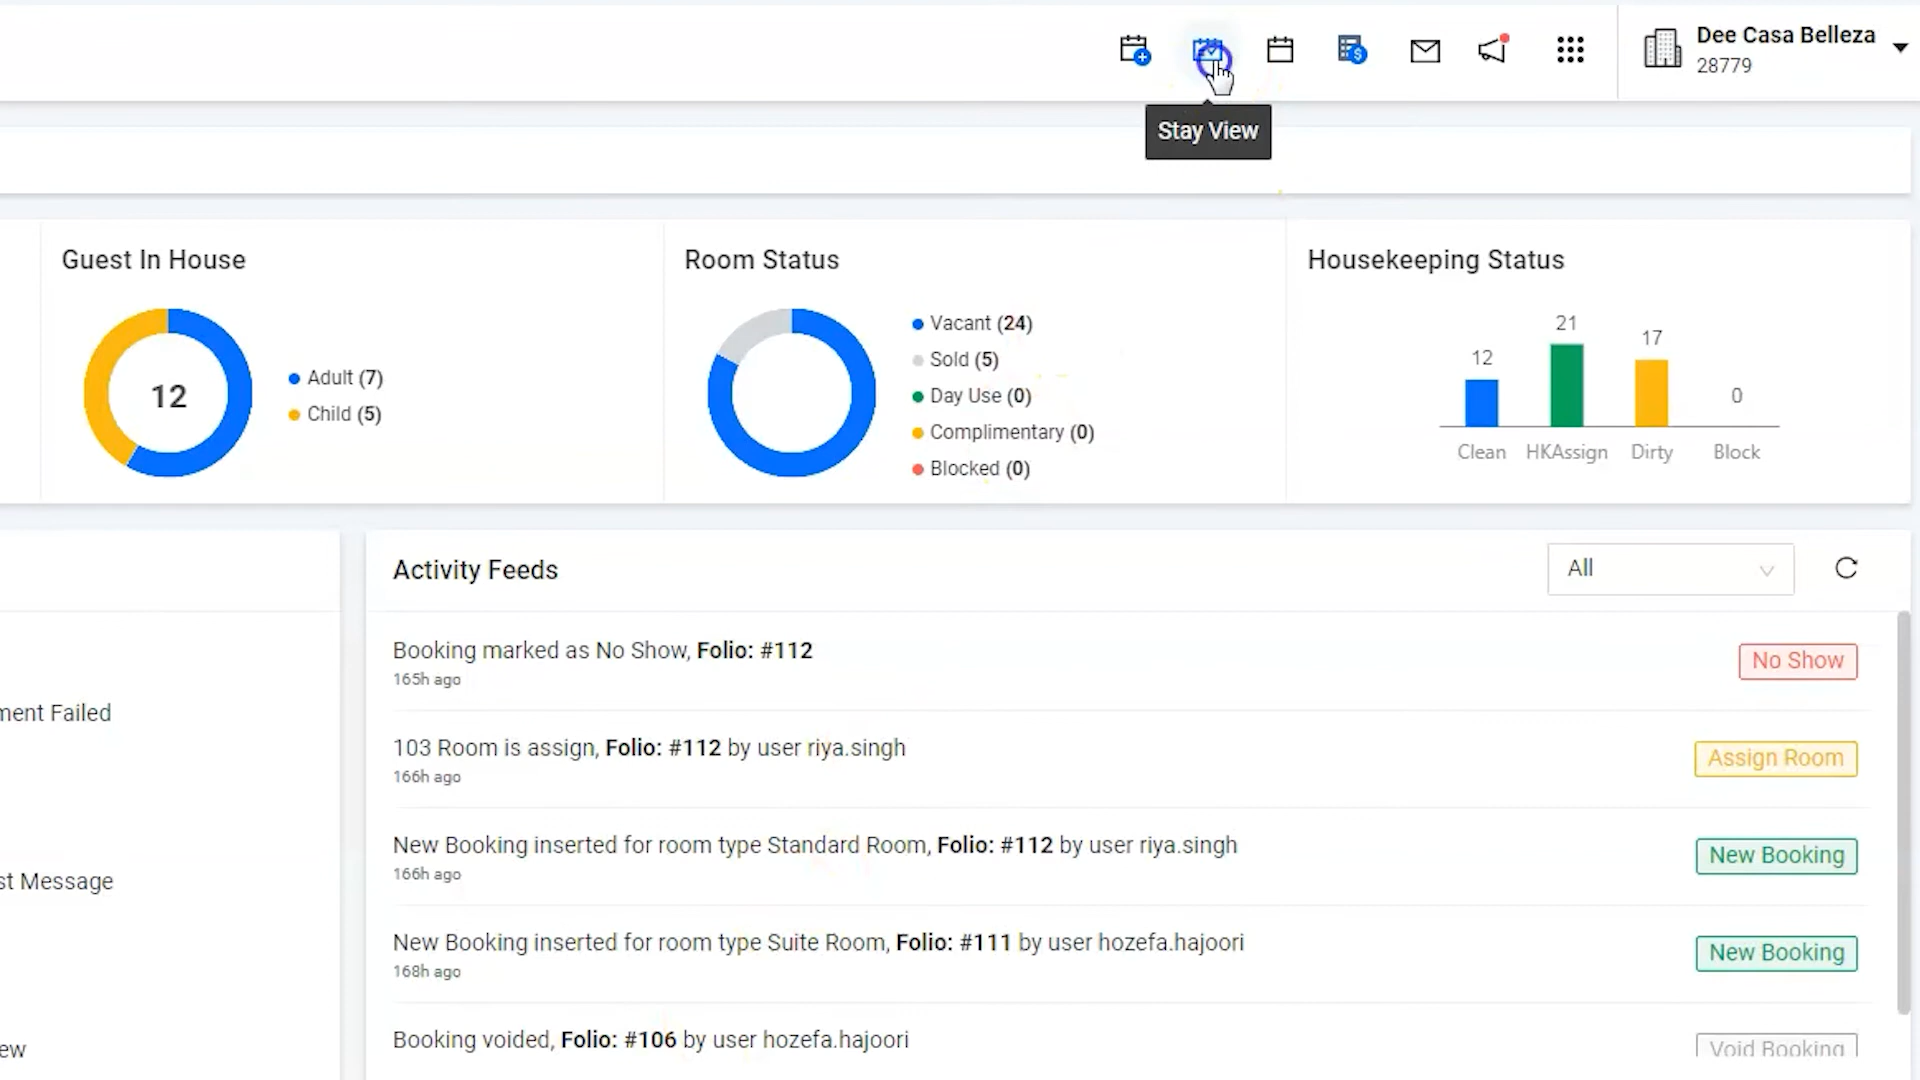 Dee Casa Belleza
28779
Stay View
Guest In House
12
Adult (7)
Child (5)
Room Status
Vacant (24)
Sold (5)
Day Use (0)
Complimentary (0)
Blocked (0)
Housekeeping Status
12
21
17
0
Clean
HKAssign
Dirty
Block
ment Failed
st Message
ew
Activity Feeds
All
Booking marked as No Show, Folio: #112
165h ago
No Show
103 Room is assign, Folio: #112 by user riya.singh
166h ago
Assign Room
New Booking inserted for room type Standard Room, Folio: #112 by user riya.singh
166h ago
New Booking
New Booking inserted for room type Suite Room, Folio: #111 by user hozefa.hajoori
168h ago
New Booking
Booking voided, Folio: #106 by user hozefa.hajoori
Void Booking